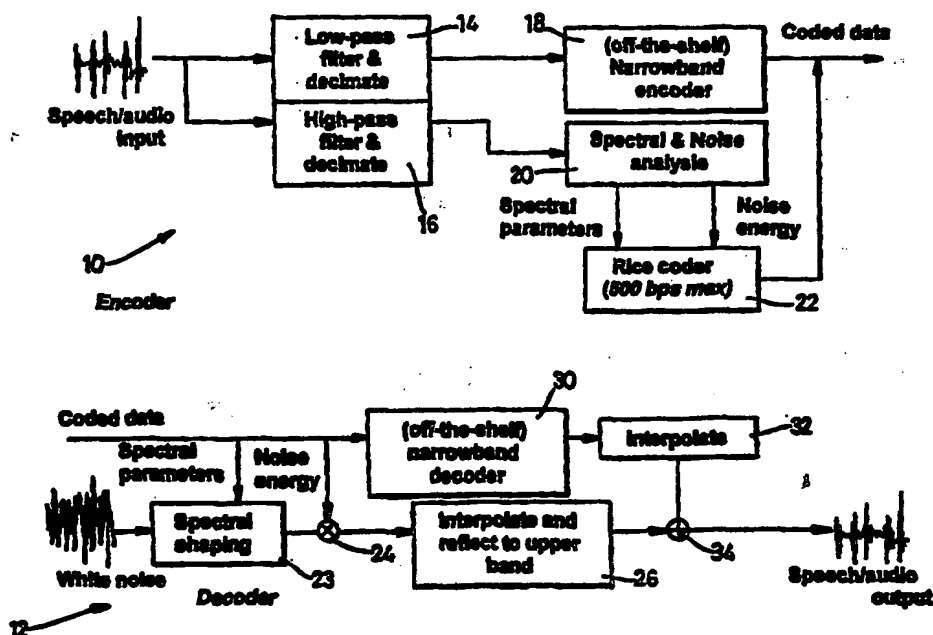 Low-pass
filter &
decimate
14
18
(off-the-shelf)
Narrowband
encoder
Coded data
Speech/audio
input
High-pass
filter &
decimate
16
Spectral & Noise
analysis
20
Spectral
parameters
Noise
energy
Rice coder
(500 bps max)
22
10
Encoder
Coded data
Spectral
parameters
Noise
energy
30
(off-the-shelf)
narrowband
decoder
Interpolate
32
White noise
Spectral
shaping
23
24
Interpolate and
reflect to upper
band
26
34
Speech/audio
output
Decoder
12